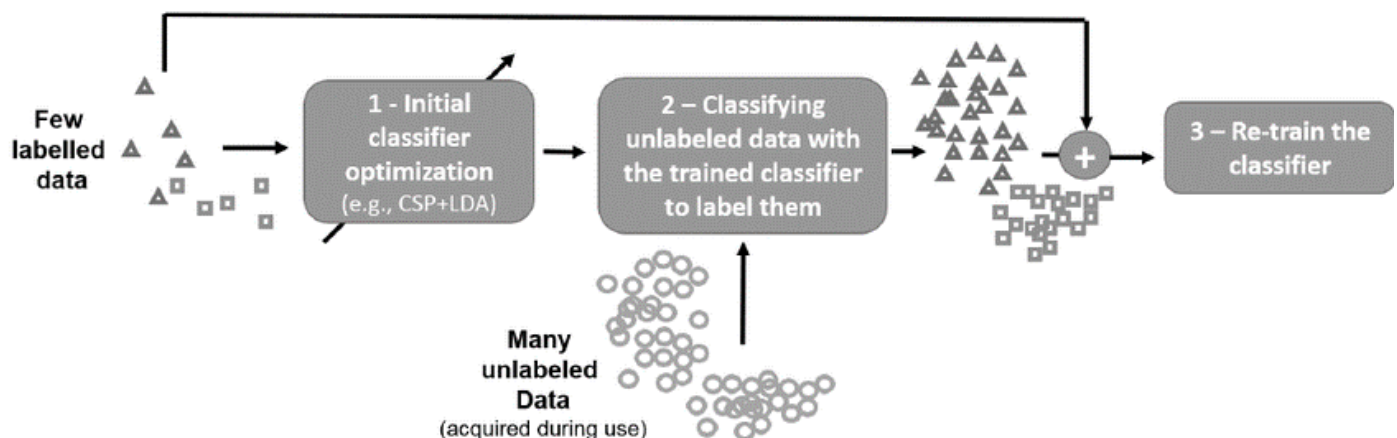 Few
labelled
data
1 - Initial
classifier
optimization
(e.g., CSP+LDA)
2 – Classifying
unlabeled data with
the trained classifier
to label them
+
3 – Re-train the
classifier
Many
unlabeled
Data
(acquired during use)